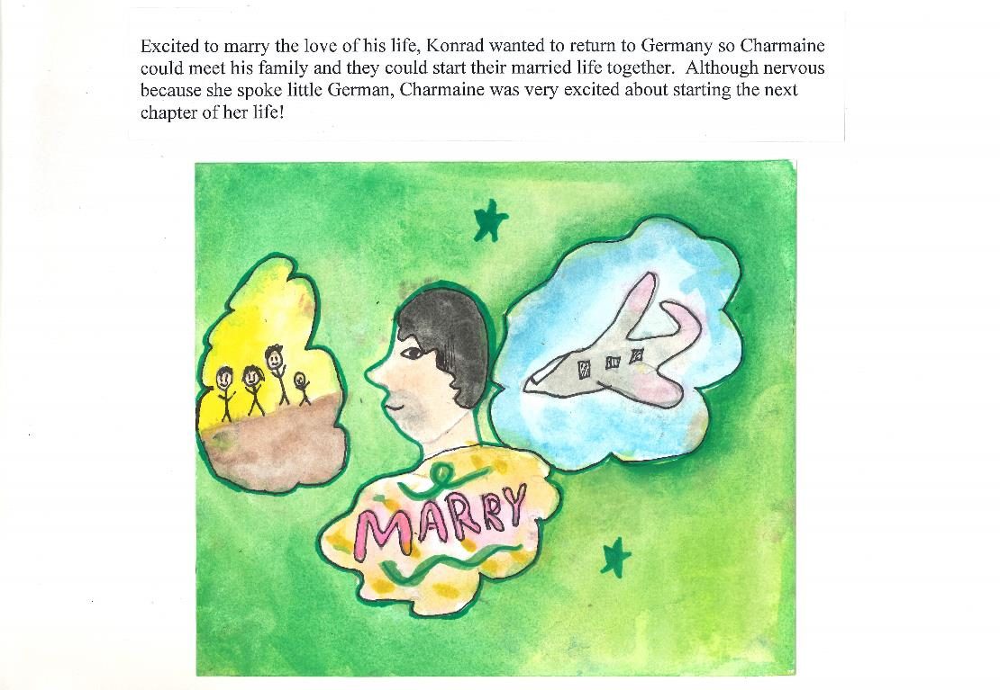 Excited to marry the love of his life, Konrad wanted to return to Germany so Charmaine
could meet his family and they could start their married life together.  Although nervous
because she spoke little German, Charmaine was very excited about starting the next
chapter of her life!
MARRY